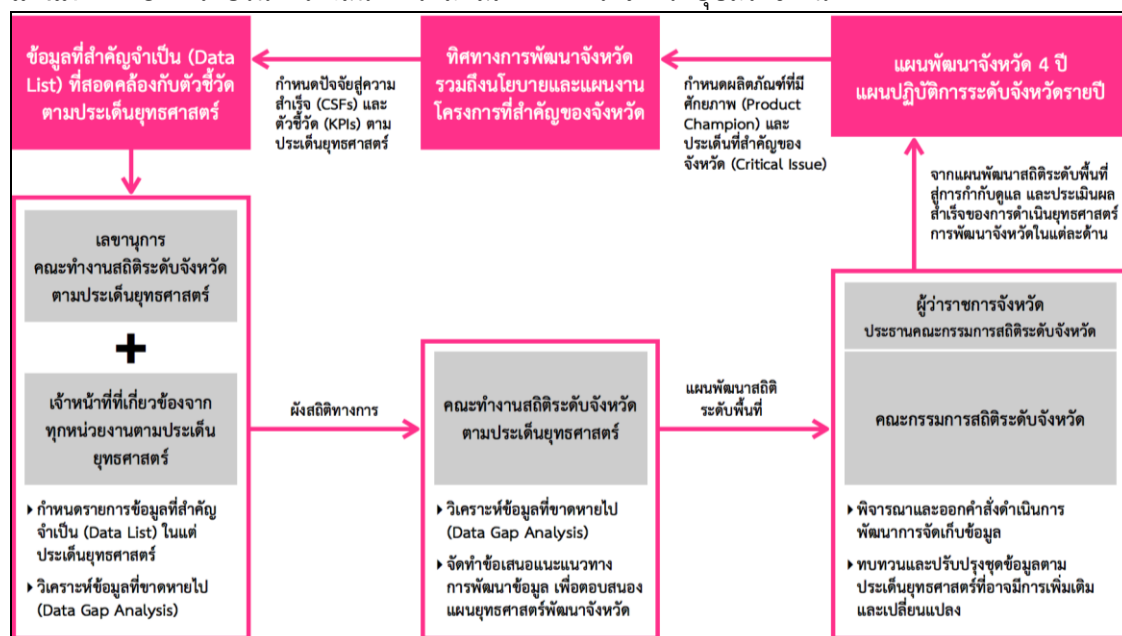 ข้อมูลที่สำคัญจำเป็น (Data
List) ที่สอดคล้องกับตัวชี้วัด
ตามประเด็นยุทธศาสตร์
กำหนดปัจจัยสู่ความ
สำเร็จ (CSFs) และ
ตัวชี้วัด (KPIs) ตาม
ประเด็นยุทธศาสตร์
ทิศทางการพัฒนาจังหวัด
รวมถึงนโยบายและแผนงาน
โครงการที่สำคัญของจังหวัด
กำหนดผลิตภัณฑ์ที่มี
ศักยภาพ (Product
Champion) และ
ประเด็นที่สำคัญของ
จังหวัด (Critical Issue)
แผนพัฒนาจังหวัด 4 ปี
แผนปฏิบัติการระดับจังหวัดรายปี
จากแผนพัฒนาสถิติระดับพื้นที่
สู่การกำกับดูแล และประเมินผล
สำเร็จของการดำเนินยุทธศาสตร์
การพัฒนาจังหวัดในแต่ละด้าน
เลขานุการ
คณะทำงานสถิติระดับจังหวัด
ตามประเด็นยุทธศาสตร์
+
เจ้าหน้าที่ที่เกี่ยวข้องจาก
ทุกหน่วยงานตามประเด็น
ยุทธศาสตร์
กำหนดรายการข้อมูลที่สำคัญ
จำเป็น (Data List) ในแต่
ประเด็นยุทธศาสตร์
วิเคราะห์ข้อมูลที่ขาดหายไป
(Data Gap Analysis)
ผังสถิติทางการ
คณะทำงานสถิติระดับจังหวัด
ตามประเด็นยุทธศาสตร์
วิเคราะห์ข้อมูลที่ขาดหายไป
(Data Gap Analysis)
จัดทำข้อเสนอแนะแนวทาง
การพัฒนาข้อมูล เพื่อตอบสนอง
แผนยุทธศาสตร์พัฒนาจังหวัด
แผนพัฒนาสถิติ
ระดับพื้นที่
ผู้ว่าราชการจังหวัด
ประธานคณะกรรมการสถิติระดับจังหวัด
คณะกรรมการสถิติระดับจังหวัด
พิจารณาและออกคำสั่งดำเนินการ
พัฒนาการจัดเก็บข้อมูล
ทบทวนและปรับปรุงชุดข้อมูลตาม
ประเด็นยุทธศาสตร์ที่อาจมีการเพิ่มเติม
และเปลี่ยนแปลง